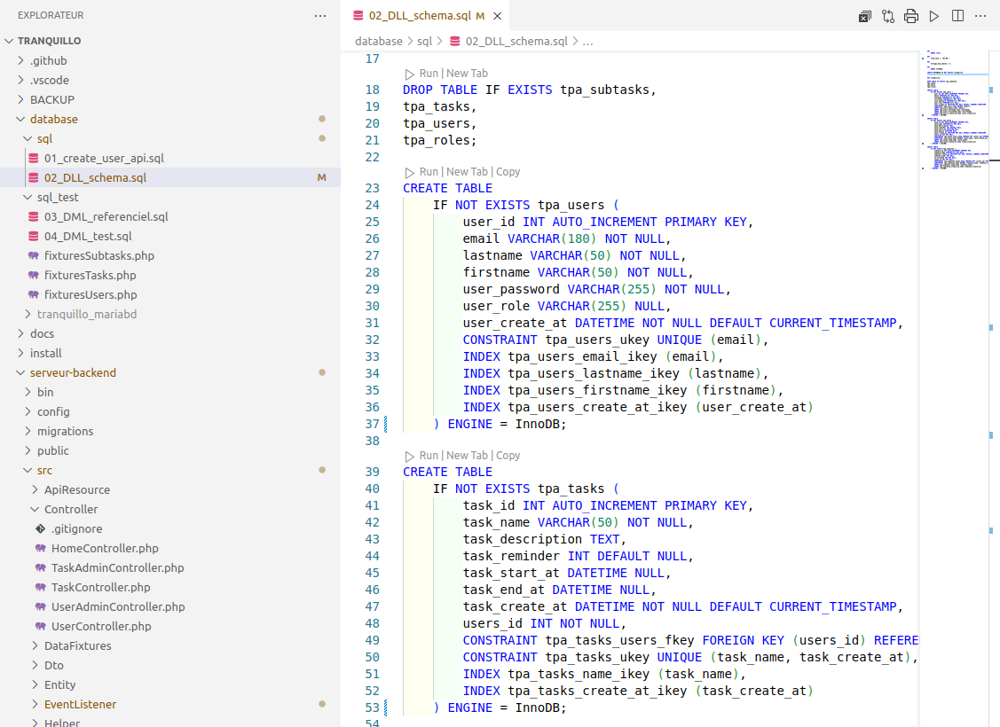 EXPLORATEUR
TRANQUILLO
.github
.vscode
BACKUP
database
sql
01_create_user_api.sql
02_DLL_schema.sql M
sql_test
03_DML_referenciel.sql
04_DML_test.sql
fixturesSubtasks.php
fixturesTasks.php
fixturesUsers.php
tranquillo_mariabd
docs
install
serveur-backend
bin
config
migrations
public
src
ApiResource
Controller
.gitignore
HomeController.php
TaskAdminController.php
TaskController.php
UserAdminController.php
UserController.php
DataFixtures
Dto
Entity
EventListener
Helper
02_DLL_schema.sql M
database > sql > 02_DLL_schema.sql > ...
17
Run | New Tab
18 DROP TABLE IF EXISTS tpa_subtasks,
19 tpa_tasks,
20 tpa_users,
21 tpa_roles;
22
Run | New Tab | Copy
23 CREATE TABLE
24 IF NOT EXISTS tpa_users (
25 user_id INT AUTO_INCREMENT PRIMARY KEY,
26 email VARCHAR(180) NOT NULL,
27 lastname VARCHAR(50) NOT NULL,
28 firstname VARCHAR(50) NOT NULL,
29 user_password VARCHAR(255) NOT NULL,
30 user_role VARCHAR(255) NULL,
31 user_create_at DATETIME NOT NULL DEFAULT CURRENT_TIMESTAMP,
32 CONSTRAINT tpa_users_ukey UNIQUE (email),
33 INDEX tpa_users_email_ikey (email),
34 INDEX tpa_users_lastname_ikey (lastname),
35 INDEX tpa_users_firstname_ikey (firstname),
36 INDEX tpa_users_create_at_ikey (user_create_at)
37 ) ENGINE = InnoDB;
38
Run | New Tab | Copy
39 CREATE TABLE
40 IF NOT EXISTS tpa_tasks (
41 task_id INT AUTO_INCREMENT PRIMARY KEY,
42 task_name VARCHAR(50) NOT NULL,
43 task_description TEXT,
44 task_reminder INT DEFAULT NULL,
45 task_start_at DATETIME NULL,
46 task_end_at DATETIME NULL,
47 task_create_at DATETIME NOT NULL DEFAULT CURRENT_TIMESTAMP,
48 users_id INT NOT NULL,
49 CONSTRAINT tpa_tasks_users_fkey FOREIGN KEY (users_id) REFERE
50 CONSTRAINT tpa_tasks_ukey UNIQUE (task_name, task_create_at),
51 INDEX tpa_tasks_name_ikey (task_name),
52 INDEX tpa_tasks_create_at_ikey (task_create_at)
53 ) ENGINE = InnoDB;
54